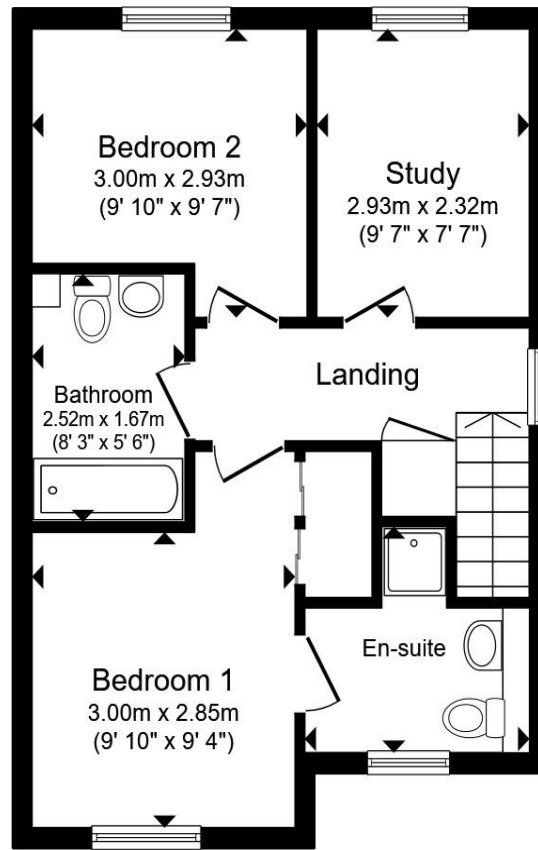 Bedroom 2
3.00m x 2.93m
(9' 10" x 9' 7")
Study
2.93m x 2.32m
(9' 7" x 7' 7")
Landing
Bathroom
2.52m x 1.67m
(8' 3" x 5' 6")
En-suite
Bedroom 1
3.00m x 2.85m
(9' 10" x 9' 4")